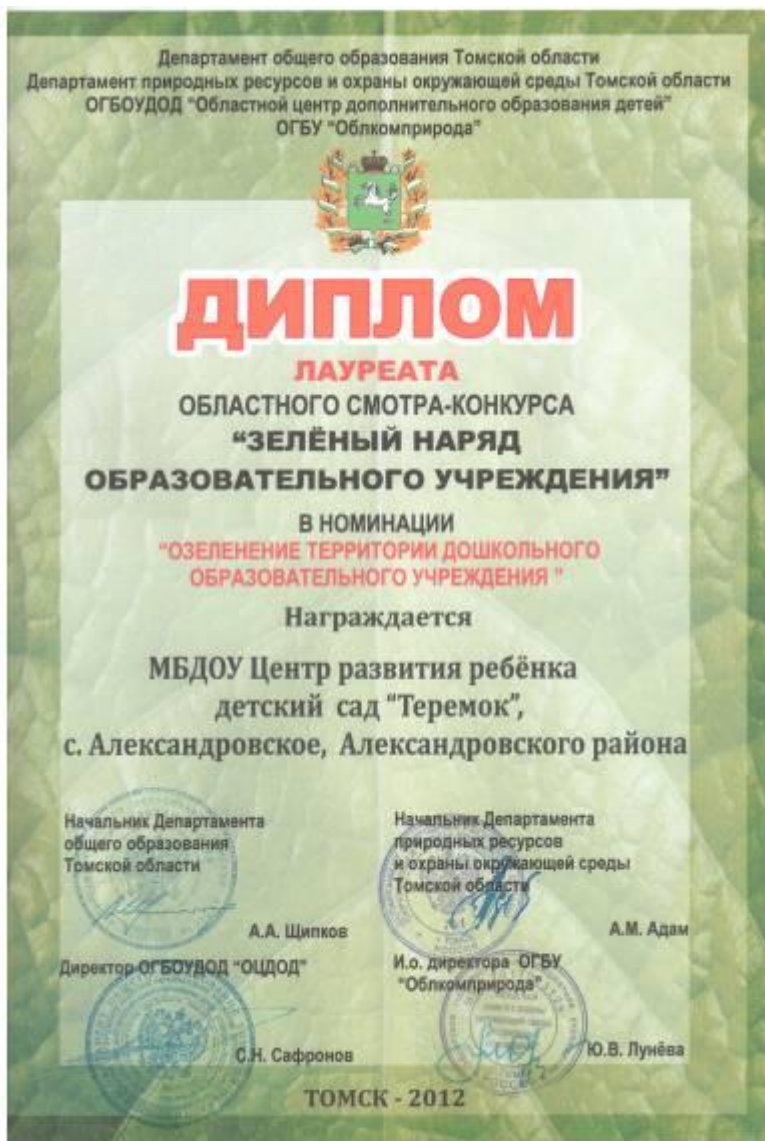 Департамент общего образования Томской области
Департамент природных ресурсов и охраны окружающей среды Томской области
ОГБОУДОД "Областной центр дополнительного образования детей"
ОГБУ "Облкомприрода"
ДИПЛОМ
ЛАУРЕАТА
ОБЛАСТНОГО СМОТРА-КОНКУРСА
"ЗЕЛЁНЫЙ НАРЯД
ОБРАЗОВАТЕЛЬНОГО УЧРЕЖДЕНИЯ"
В НОМИНАЦИИ
"ОЗЕЛЕНЕНИЕ ТЕРРИТОРИИ ДОШКОЛЬНОГО
ОБРАЗОВАТЕЛЬНОГО УЧРЕЖДЕНИЯ "
Награждается
МБДОУ Центр развития ребёнка
детский сад "Теремок",
с. Александровское, Александровского района
Начальник Департамента
общего образования
Томской области
А.А. Щипков
Начальник Департамента
природных ресурсов
и охраны окружающей среды
Томской области
А.М. Адам
Директор ОГБОУДОД "ОЦДОД"
С.Н. Сафронов
И.о. директора ОГБУ
"Облкомприрода"
Ю.В. Лунёва
ТОМСК - 2012